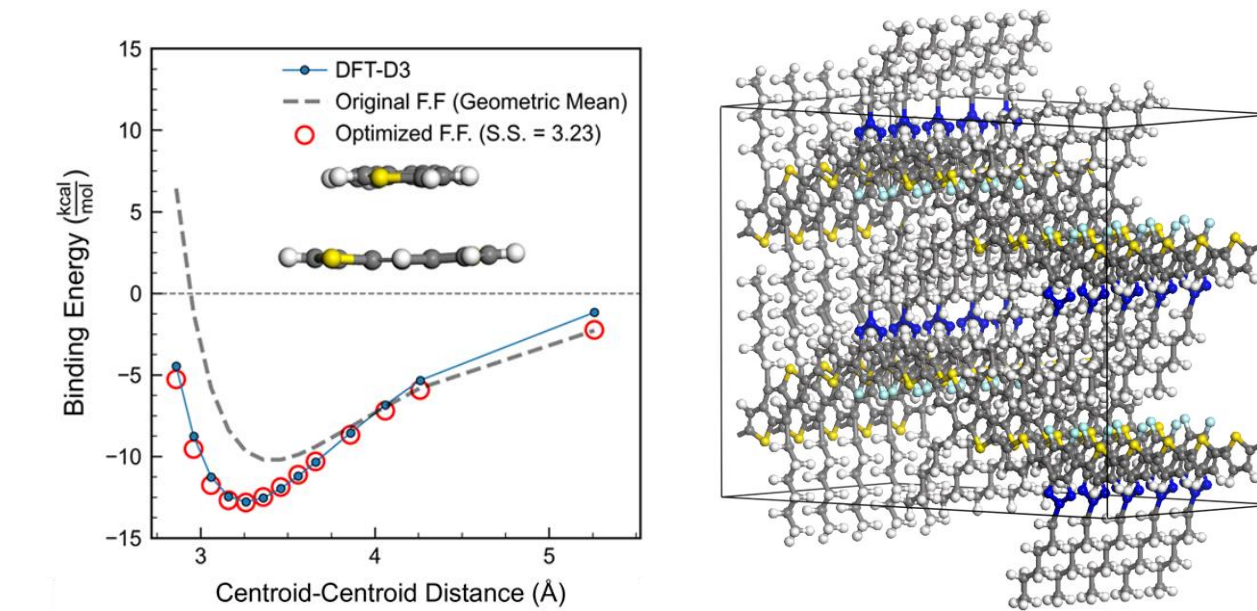 15
10
5
0
−5
−10
−15
Binding Energy (kcal/mol)
DFT-D3
Original F.F (Geometric Mean)
Optimized F.F. (S.S. = 3.23)
3
4
5
Centroid-Centroid Distance (Å)